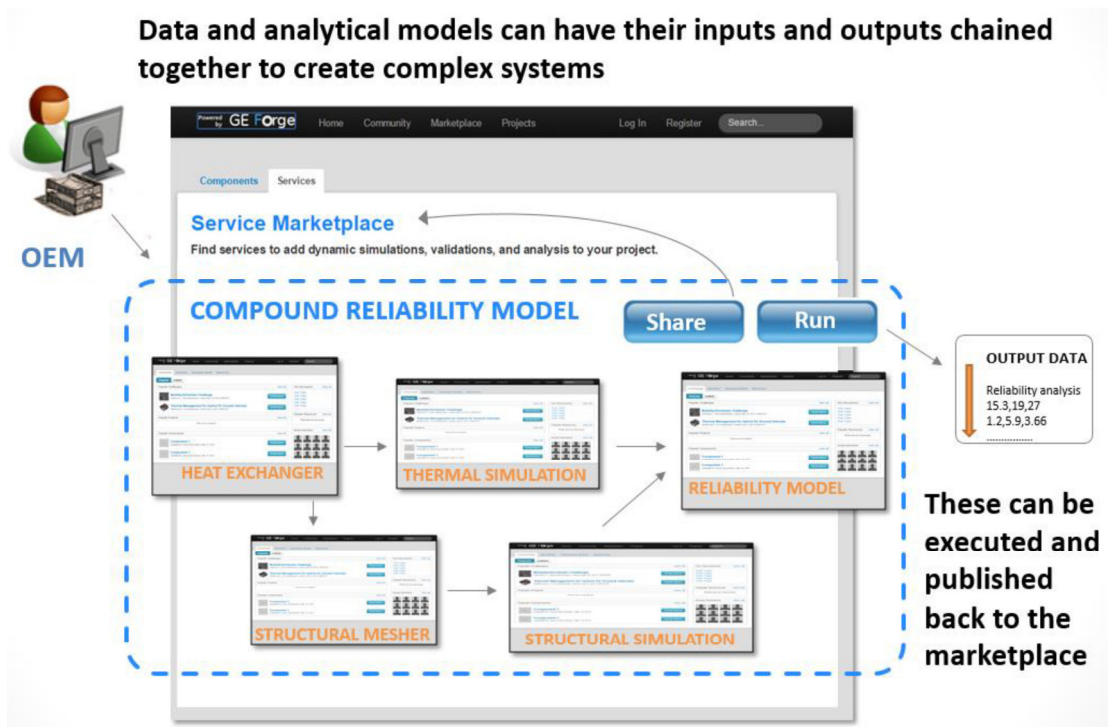 Data and analytical models can have their inputs and outputs chained
together to create complex systems
Powered by GE FOrge Home Community Marketplace Projects Log In Register Search...
Components Services
Service Marketplace
Find services to add dynamic simulations, validations, and analysis to your project.
OEM
COMPOUND RELIABILITY MODEL
Share Run
OUTPUT DATA
Reliability analysis
15.3,19,27
1.2,5.9,3.66
................
HEAT EXCHANGER
THERMAL SIMULATION
RELIABILITY MODEL
STRUCTURAL MESHER
STRUCTURAL SIMULATION
These can be
executed and
published
back to the
marketplace